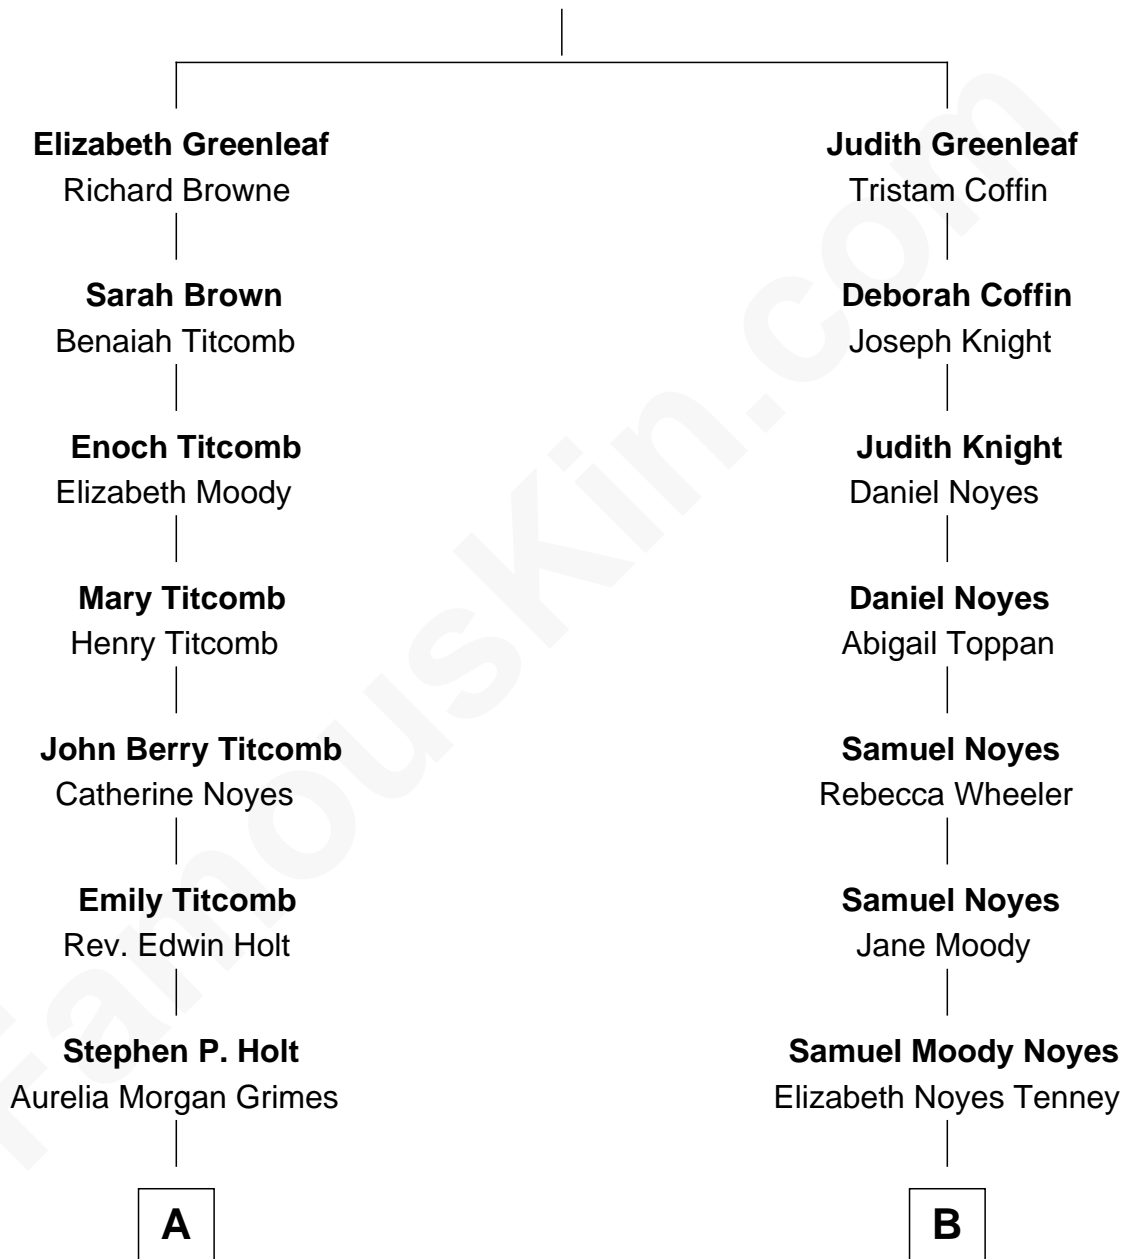 Elizabeth Greenleaf
Richard Browne
Sarah Brown
Benaiah Titcomb
Enoch Titcomb
Elizabeth Moody
Mary Titcomb
Henry Titcomb
John Berry Titcomb
Catherine Noyes
Emily Titcomb
Rev. Edwin Holt
Stephen P. Holt
Aurelia Morgan Grimes
A
Judith Greenleaf
Tristam Coffin
Deborah Coffin
Joseph Knight
Judith Knight
Daniel Noyes
Daniel Noyes
Abigail Toppan
Samuel Noyes
Rebecca Wheeler
Samuel Noyes
Jane Moody
Samuel Moody Noyes
Elizabeth Noyes Tenney
B
FamousKin.com